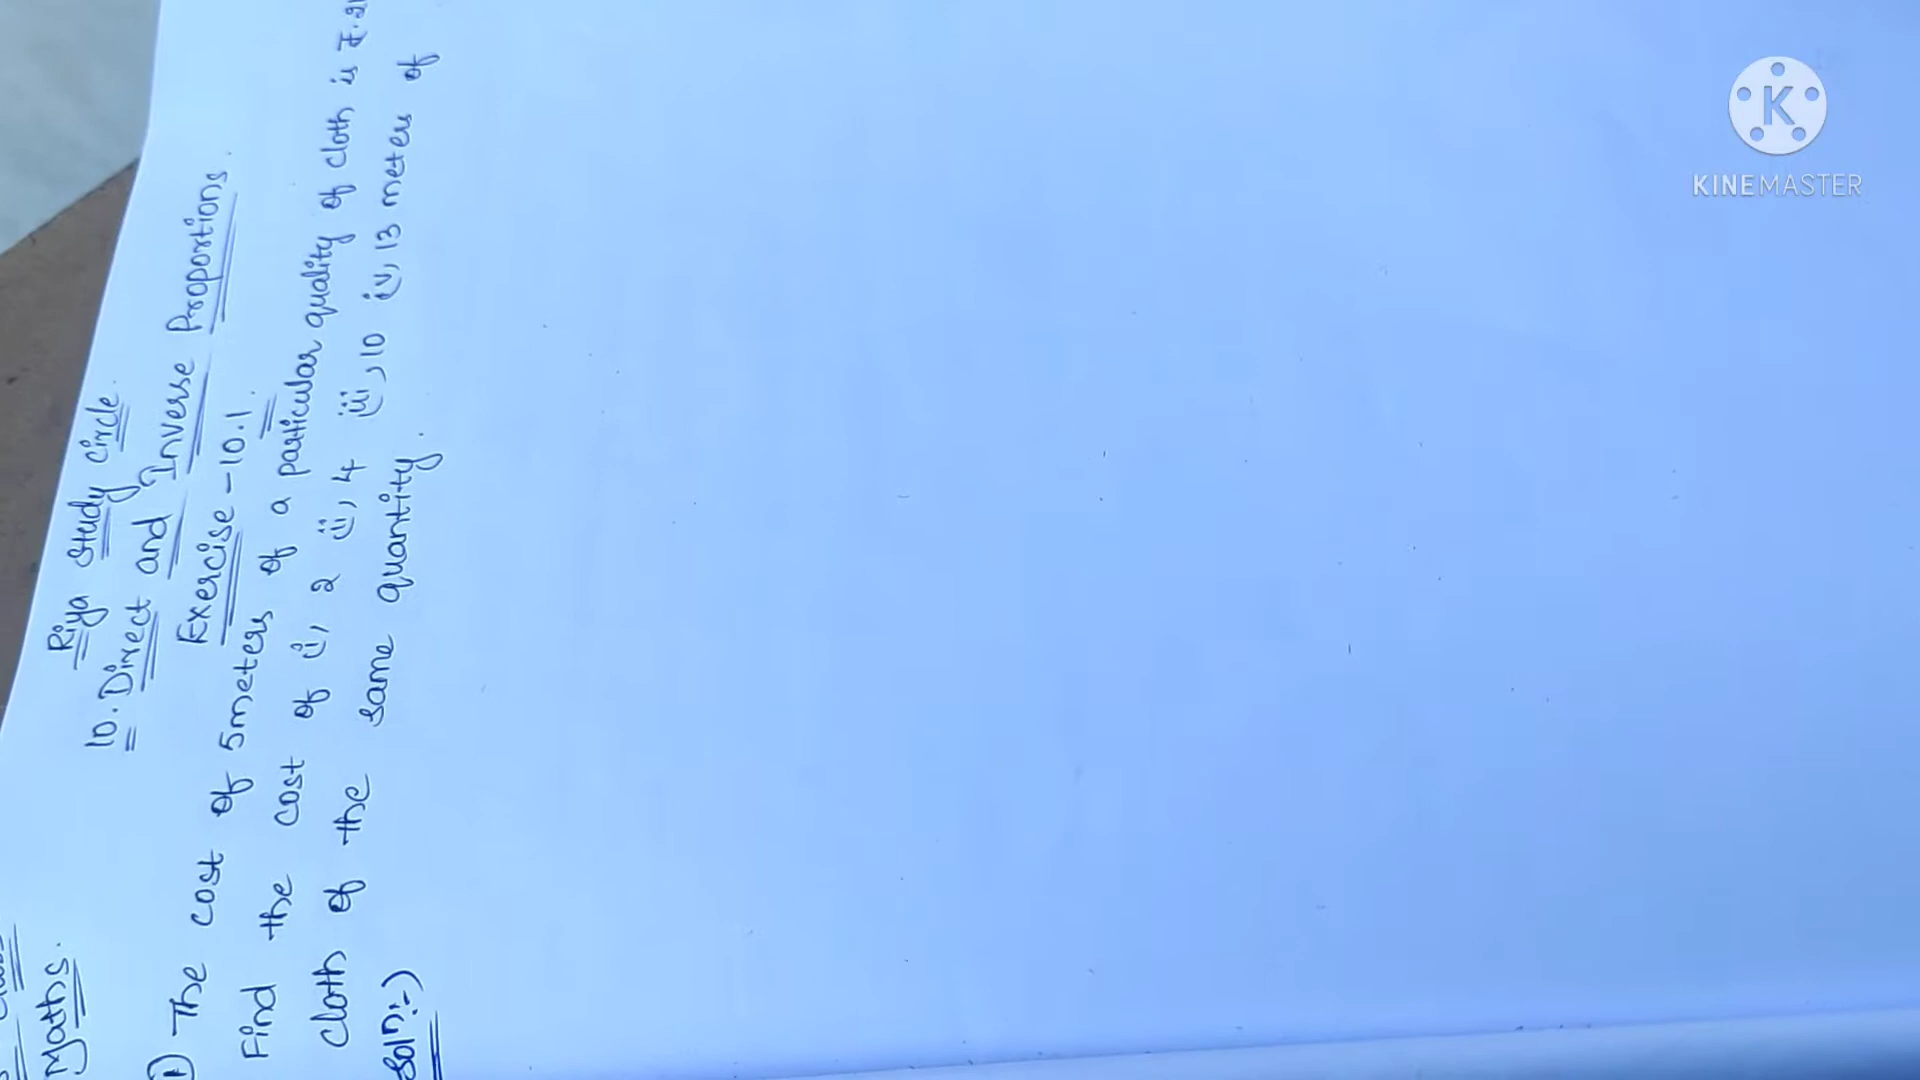 Maths.
Riya study circle.
10. Direct and Inverse Proportions.
Exercise - 10.1.
1) The cost of 5meters of a particular quality of cloth is ₹.
Find the cost of (i), 2 (ii), 4 (iii), 10 (iv), 13 meters of
cloth of the same quantity.
Soln:-)
KINEMASTER